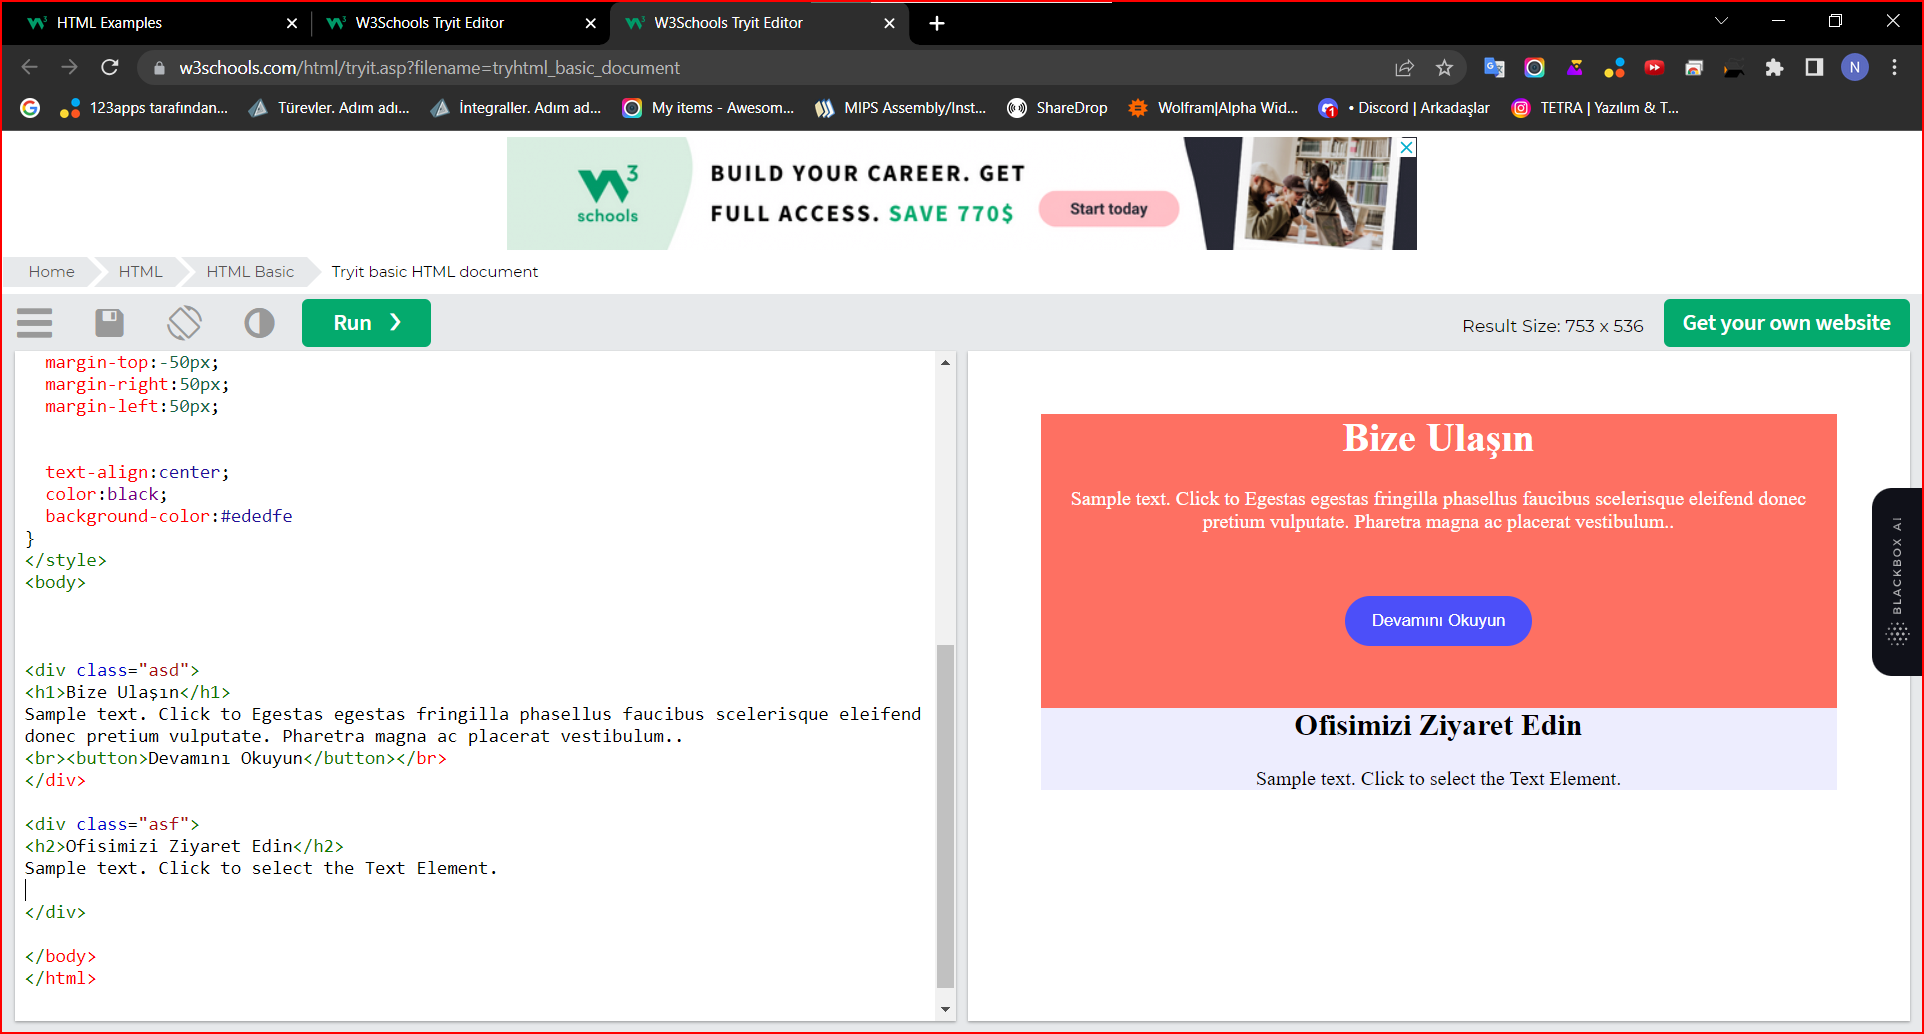 HTML Examples
W3Schools Tryit Editor
W3Schools Tryit Editor
w3schools.com/html/tryit.asp?filename=tryhtml_basic_document
N
123apps tarafından...
Türevler. Adım adı...
İntegraller. Adım ad...
My items - Awesom...
MIPS Assembly/Inst...
ShareDrop
Wolfram|Alpha Wid...
• Discord | Arkadaşlar
TETRA | Yazılım & T...
W3 schools
BUILD YOUR CAREER. GET
FULL ACCESS. SAVE 770$
Start today
Home
HTML
HTML Basic
Tryit basic HTML document
Run ❯
Result Size: 753 x 536
Get your own website
margin-top:-50px;
margin-right:50px;
margin-left:50px;
text-align:center;
color:black;
background-color:#ededfe
}
</style>
<body>
<div class="asd">
<h1>Bize Ulaşın</h1>
Sample text. Click to Egestas egestas fringilla phasellus faucibus scelerisque eleifend
donec pretium vulputate. Pharetra magna ac placerat vestibulum..
<br><button>Devamını Okuyun</button></br>
</div>
<div class="asf">
<h2>Ofisimizi Ziyaret Edin</h2>
Sample text. Click to select the Text Element.
</div>
</body>
</html>
Bize Ulaşın
Sample text. Click to Egestas egestas fringilla phasellus faucibus scelerisque eleifend donec
pretium vulputate. Pharetra magna ac placerat vestibulum..
Devamını Okuyun
Ofisimizi Ziyaret Edin
Sample text. Click to select the Text Element.
BLACKBOX AI